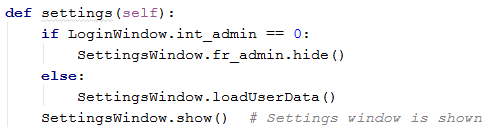 def settings(self):
    if LoginWindow.int_admin == 0:
        SettingsWindow.fr_admin.hide()
    else:
        SettingsWindow.loadUserData()
    SettingsWindow.show()  # Settings window is shown